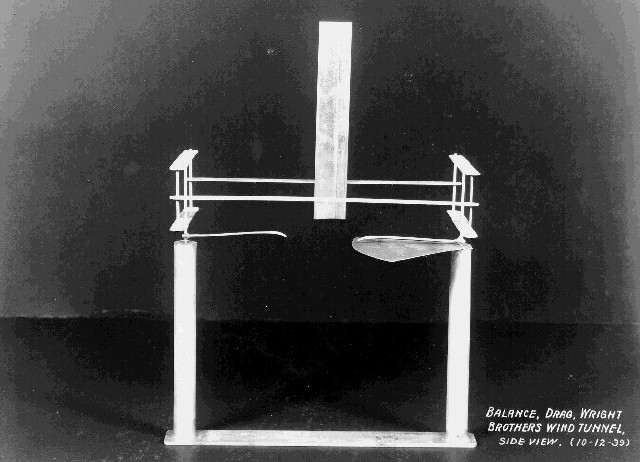 BALANCE, DRAG, WRIGHT
BROTHERS WIND TUNNEL,
SIDE VIEW. (10-12-39)